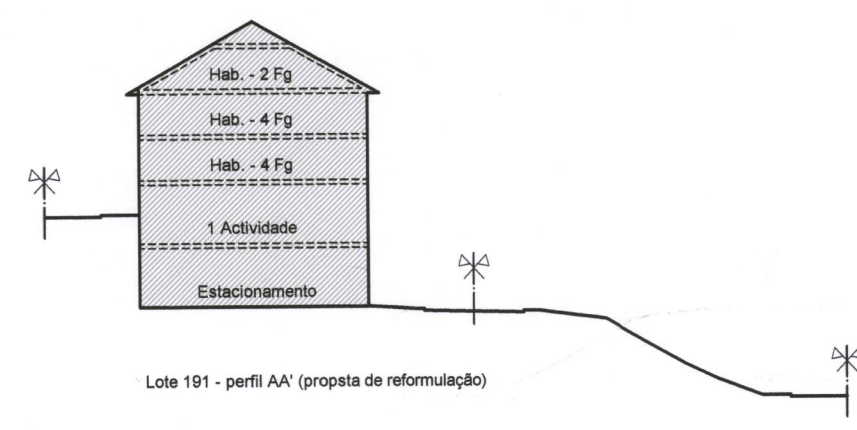 Hab. - 2 Fg
Hab. - 4 Fg
Hab. - 4 Fg
1 Actividade
Estacionamento
Lote 191 - perfil AA' (propsta de reformulação)